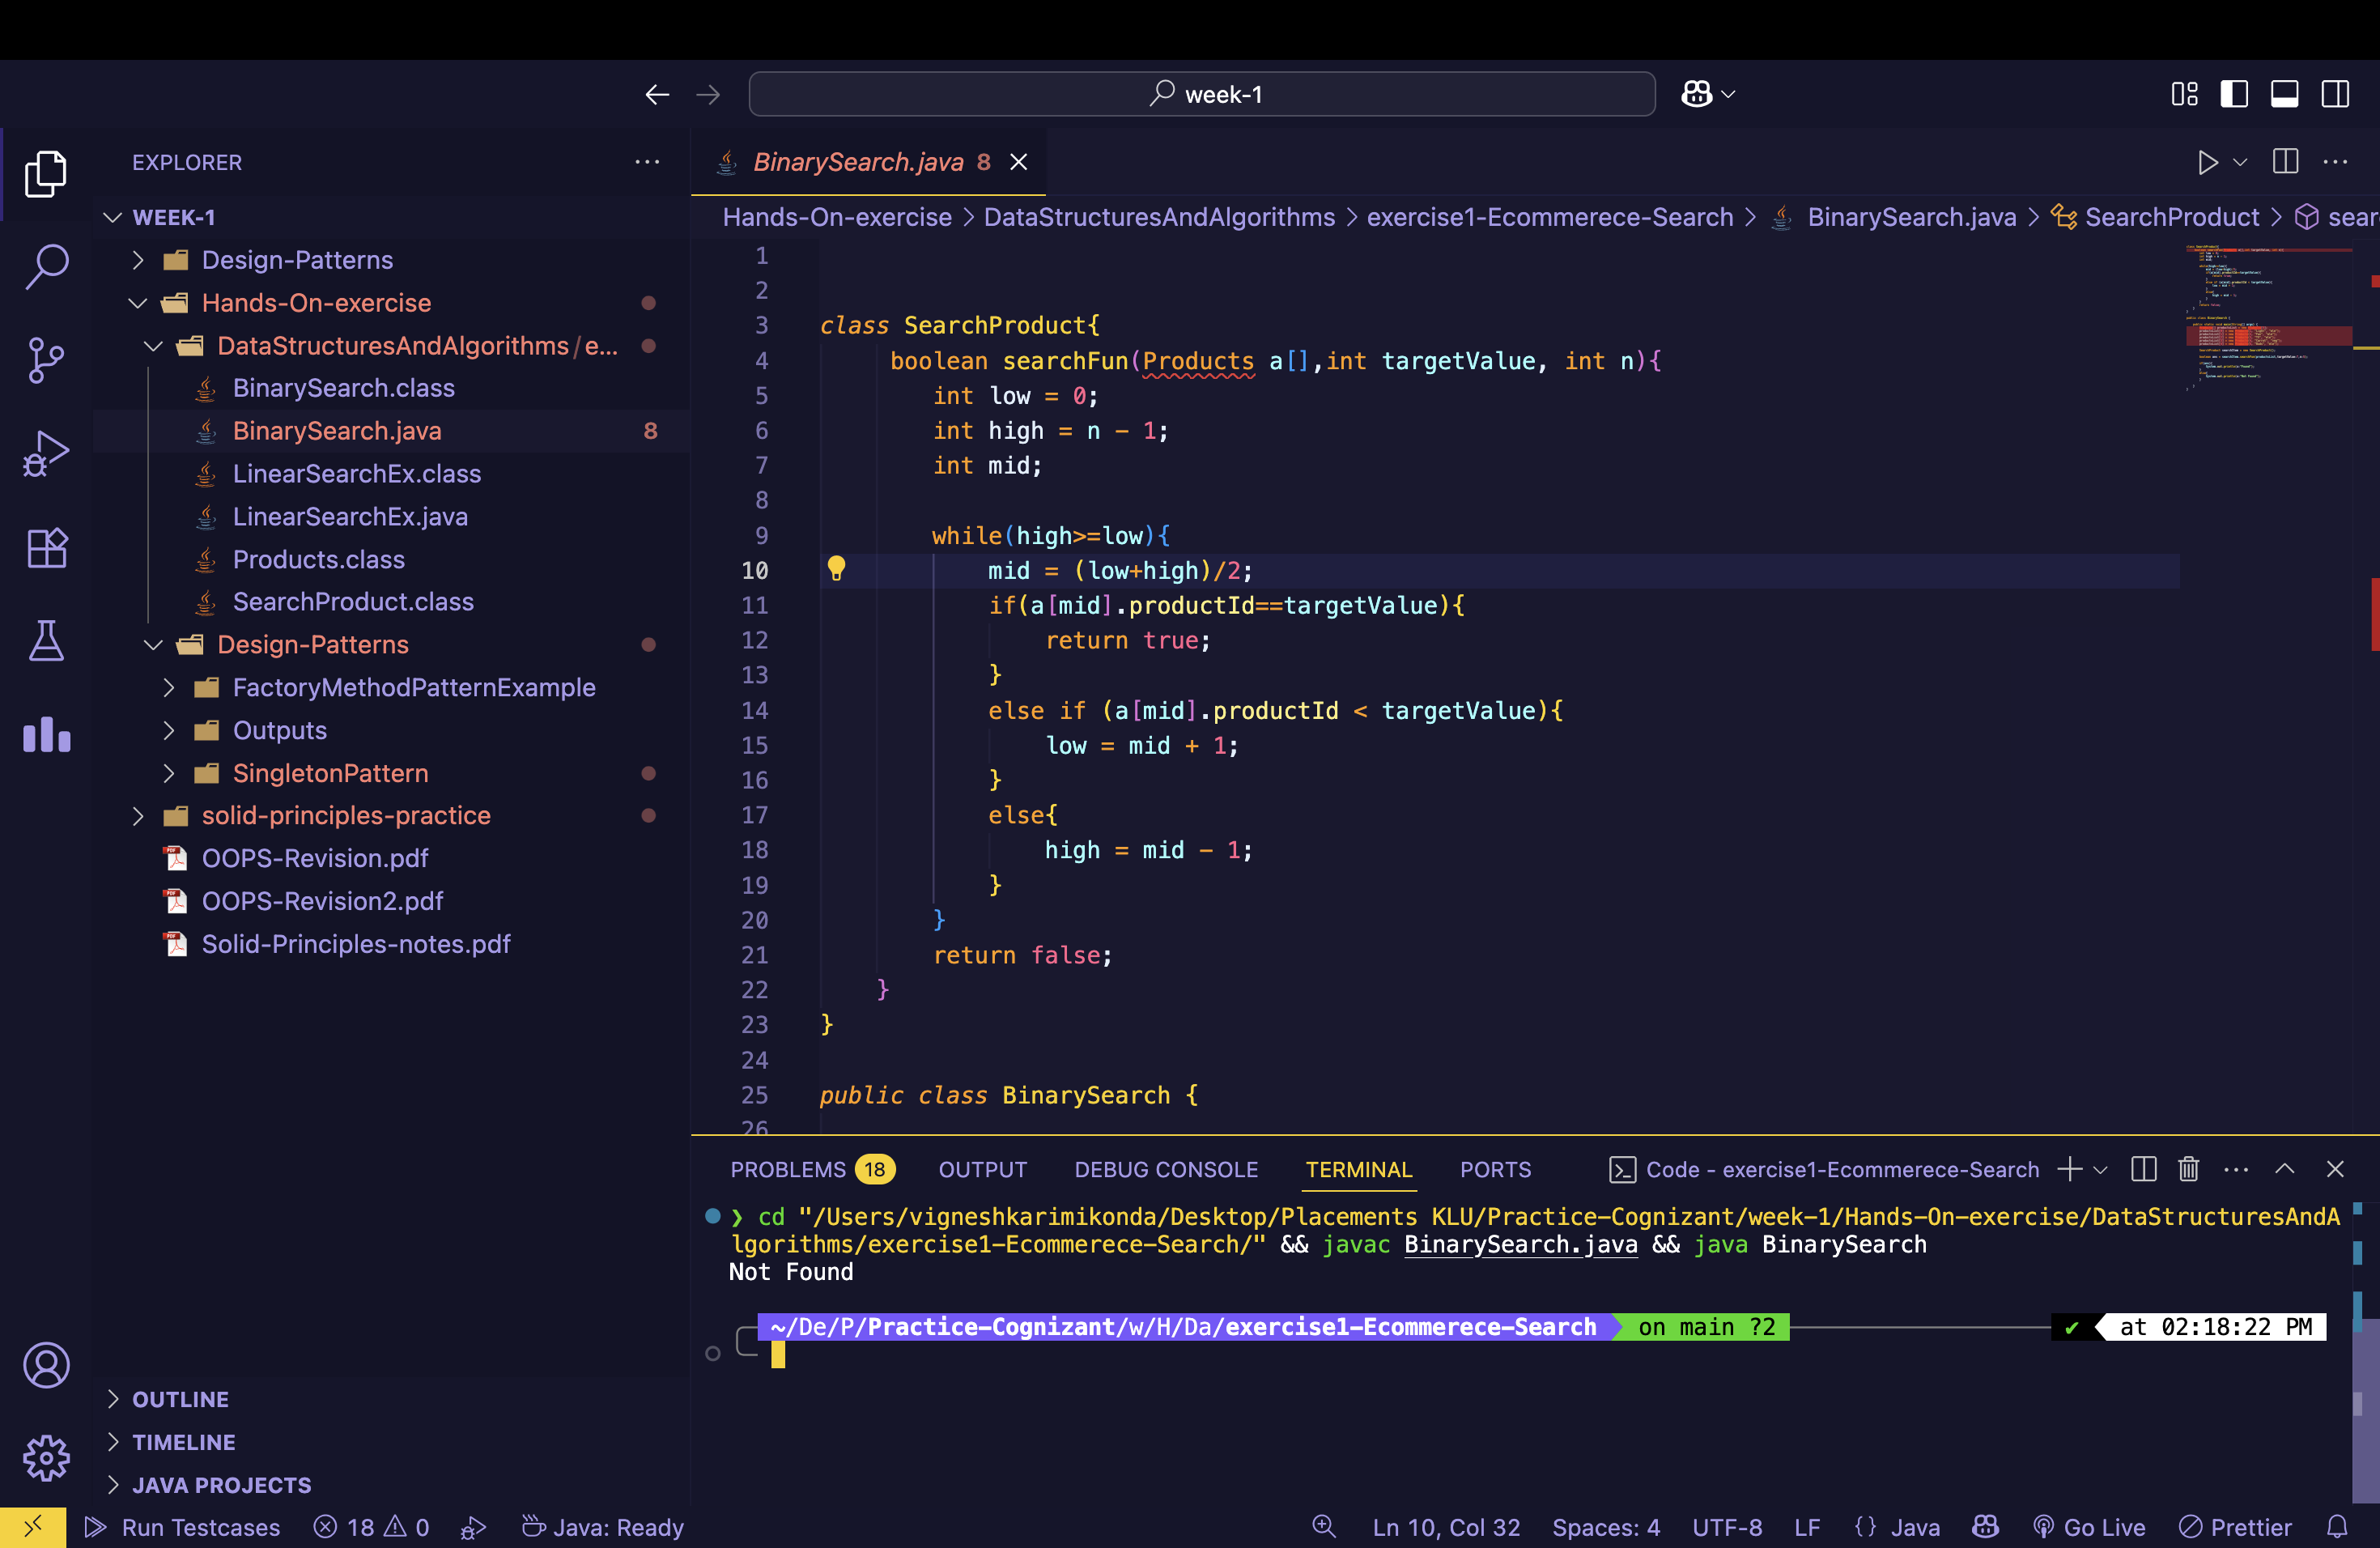 week-1
EXPLORER
BinarySearch.java 8
WEEK-1
Design-Patterns
Hands-On-exercise
DataStructuresAndAlgorithms/e...
BinarySearch.class
BinarySearch.java 8
LinearSearchEx.class
LinearSearchEx.java
Products.class
SearchProduct.class
Design-Patterns
FactoryMethodPatternExample
Outputs
SingletonPattern
solid-principles-practice
OOPS-Revision.pdf
OOPS-Revision2.pdf
Solid-Principles-notes.pdf
OUTLINE
TIMELINE
JAVA PROJECTS
Hands-On-exercise > DataStructuresAndAlgorithms > exercise1-Ecommerece-Search > BinarySearch.java > SearchProduct > sear
1
2
3 class SearchProduct{
4 boolean searchFun(Products a[],int targetValue, int n){
5 int low = 0;
6 int high = n - 1;
7 int mid;
8
9 while(high>=low){
10 mid = (low+high)/2;
11 if(a[mid].productId==targetValue){
12 return true;
13 }
14 else if (a[mid].productId < targetValue){
15 low = mid + 1;
16 }
17 else{
18 high = mid - 1;
19 }
20 }
21 return false;
22 }
23 }
24
25 public class BinarySearch {
26
PROBLEMS 18 OUTPUT DEBUG CONSOLE TERMINAL PORTS Code - exercise1-Ecommerece-Search
❯ cd "/Users/vigneshkarimikonda/Desktop/Placements KLU/Practice-Cognizant/week-1/Hands-On-exercise/DataStructuresAndA
lgorithms/exercise1-Ecommerece-Search/" && javac BinarySearch.java && java BinarySearch
Not Found
~/De/P/Practice-Cognizant/w/H/Da/exercise1-Ecommerece-Search on main ?2 ✔ at 02:18:22 PM
Run Testcases 18 0 Java: Ready Ln 10, Col 32 Spaces: 4 UTF-8 LF {} Java Go Live Prettier